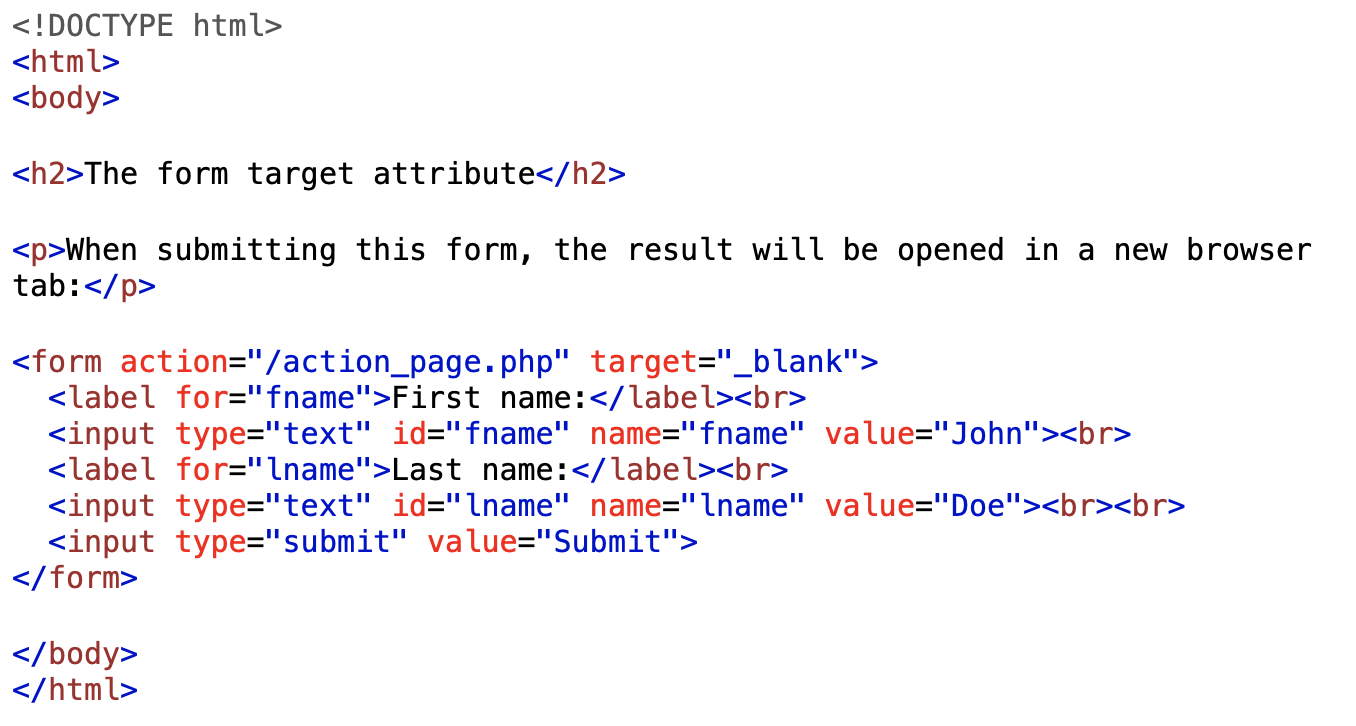 <!DOCTYPE html>
<html>
<body>
<h2>The form target attribute</h2>
<p>When submitting this form, the result will be opened in a new browser
tab:</p>
<form action="/action_page.php" target="_blank">
  <label for="fname">First name:</label><br>
  <input type="text" id="fname" name="fname" value="John"><br>
  <label for="lname">Last name:</label><br>
  <input type="text" id="lname" name="lname" value="Doe"><br><br>
  <input type="submit" value="Submit">
</form>
</body>
</html>